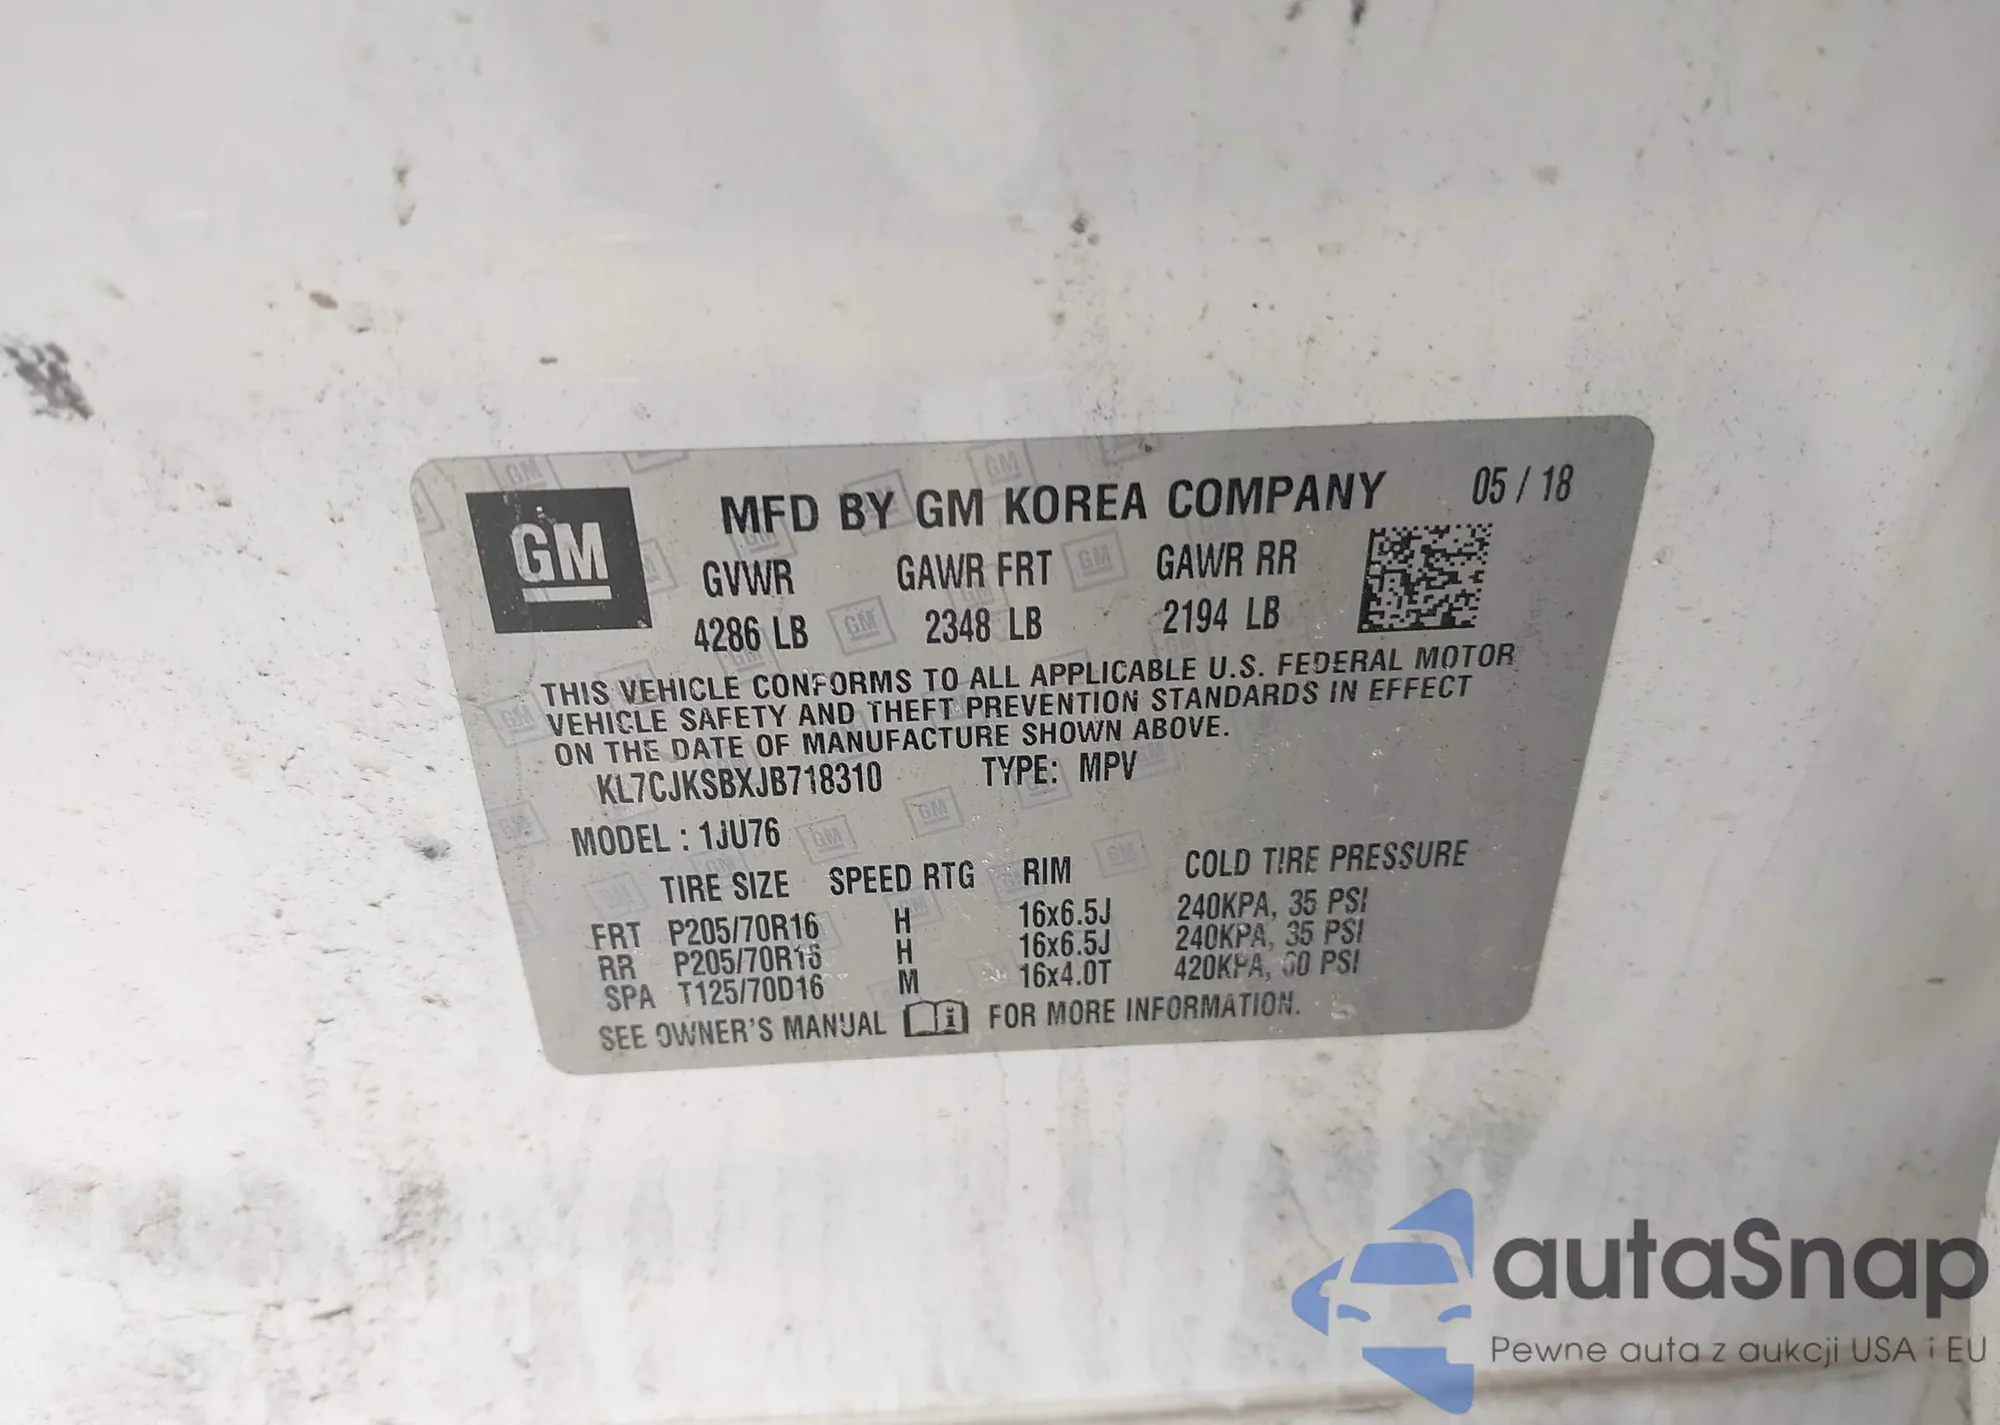 GM
MFD BY GM KOREA COMPANY 05 / 18
GVWR GAWR FRT GAWR RR
4286 LB 2348 LB 2194 LB
THIS VEHICLE CONFORMS TO ALL APPLICABLE U.S. FEDERAL MOTOR
VEHICLE SAFETY AND THEFT PREVENTION STANDARDS IN EFFECT
ON THE DATE OF MANUFACTURE SHOWN ABOVE.
KL7CJKSBXJB718310 TYPE: MPV
MODEL : 1JU76
TIRE SIZE SPEED RTG RIM COLD TIRE PRESSURE
FRT P205/70R16 H 16x6.5J 240KPA, 35 PSI
RR P205/70R16 H 16x6.5J 240KPA, 35 PSI
SPA T125/70D16 M 16x4.0T 420KPA, 60 PSI
SEE OWNER'S MANUAL FOR MORE INFORMATION.
autaSnap
Pewne auta z aukcji USA i EU